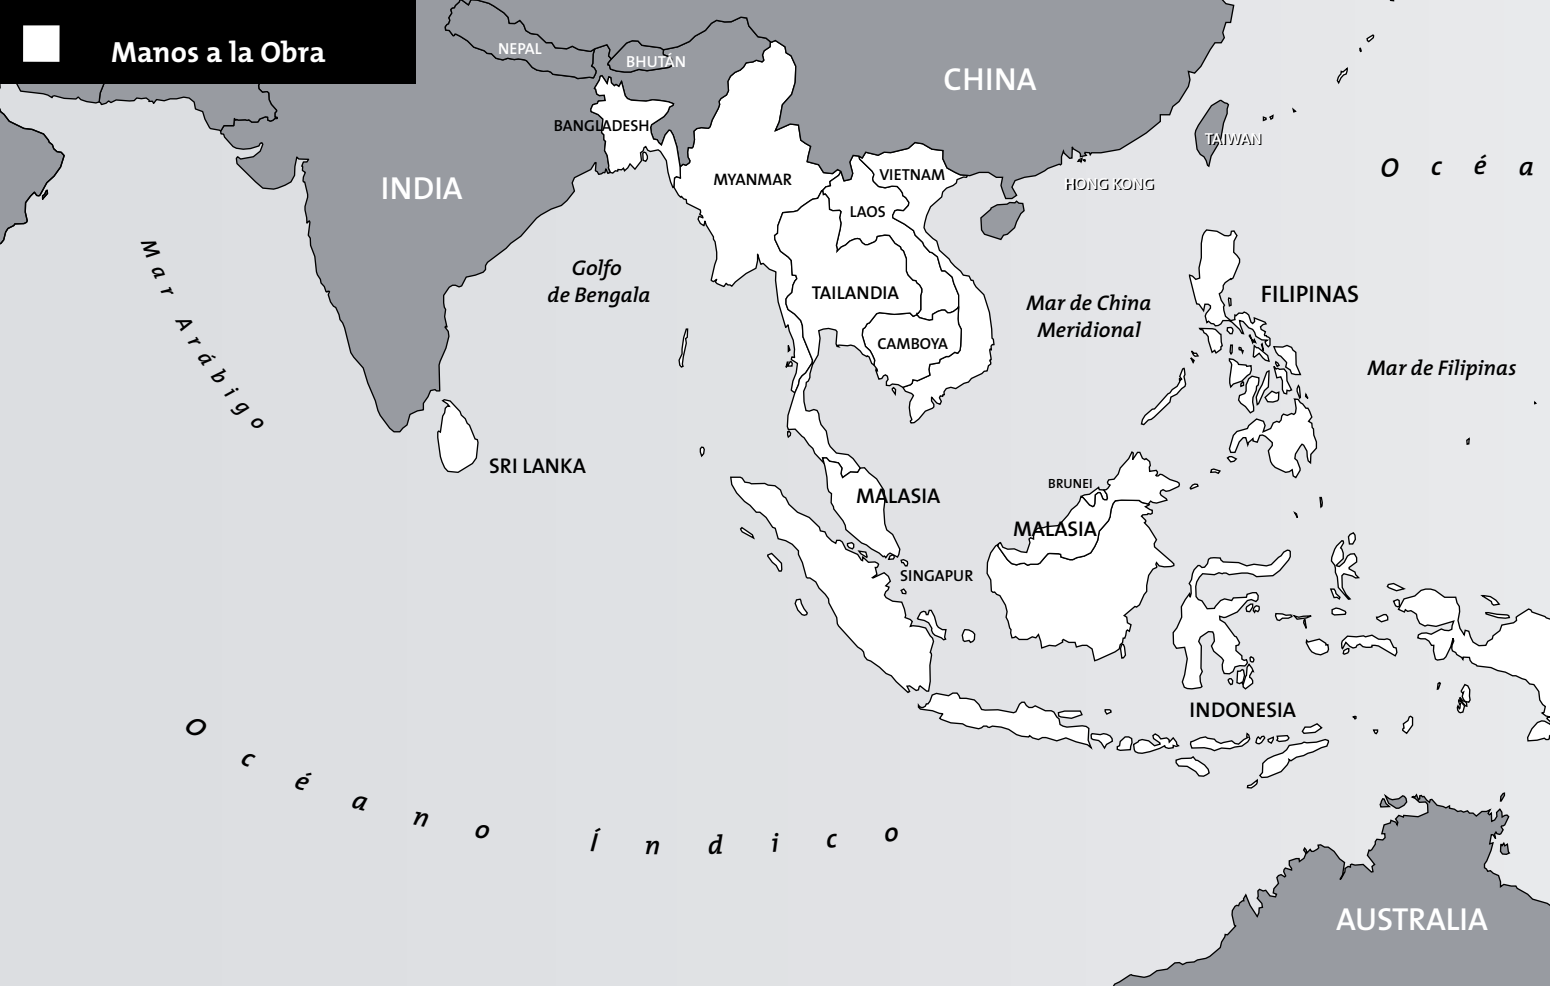 Manos a la Obra
NEPAL
BHUTÁN
CHINA
BANGLADESH
TAIWAN
INDIA
MYANMAR
VIETNAM
HONG KONG
Océa
LAOS
Mar Arábigo
Golfo
de Bengala
TAILANDIA
Mar de China
Meridional
FILIPINAS
CAMBOYA
Mar de Filipinas
SRI LANKA
MALASIA
BRUNEI
MALASIA
SINGAPUR
INDONESIA
Océano Índico
AUSTRALIA